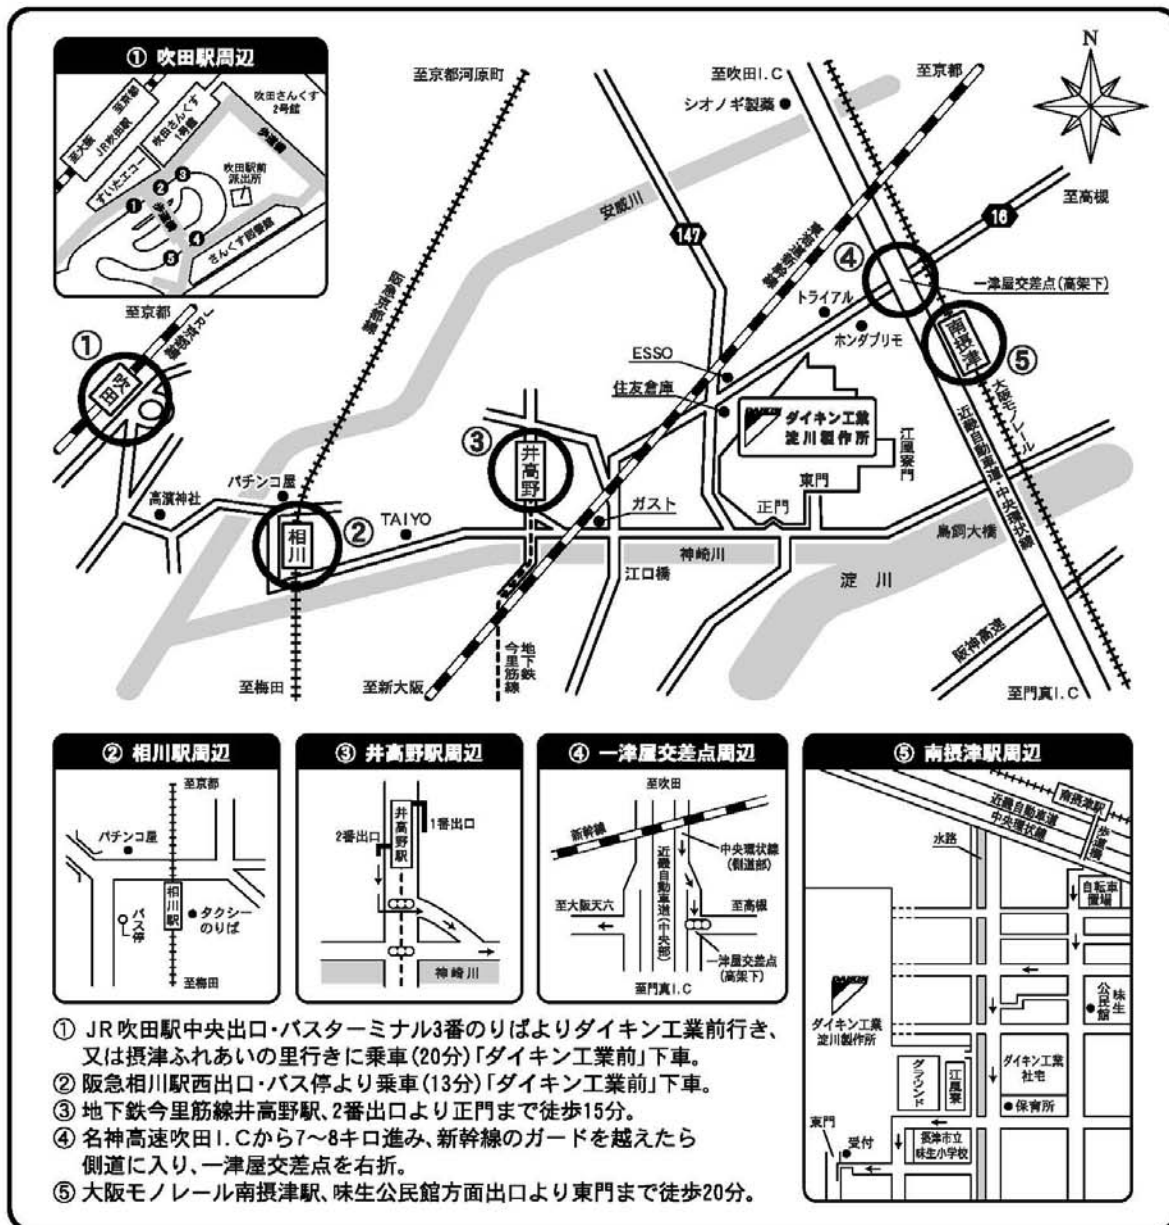 ① 吹田駅周辺
至京都
至大阪
JR吹田駅
吹田さんくす
1号館
吹田さんくす
2号館
歩道橋
すいたエコー
吹田駅前
派出所
❶
❷
❸
歩道橋
❹
❺
さんくす図書館
N
至京都河原町
至吹田I.C
至京都
シオノギ製薬
至高槻
16
147
安威川
阪急京都線
東海道新幹線
④
一津屋交差点(高架下)
トライアル
ホンダプリモ
南摂津
⑤
大阪モノレール
至京都
JR京都線
①
吹田
ESSO
住友倉庫
DAIKIN
ダイキン工業
淀川製作所
江風寮門
東門
正門
近畿自動車道・中央環状線
③
井高野
ガスト
パチンコ屋
高濱神社
相川
②
TAIYO
神崎川
江口橋
鳥飼大橋
淀川
阪神高速
地下鉄
今里筋線
至梅田
至新大阪
至門真I.C
② 相川駅周辺
至京都
パチンコ屋
バス停
相川駅
タクシー
のりば
至梅田
③ 井高野駅周辺
井高野駅
1番出口
2番出口
神崎川
④ 一津屋交差点周辺
至吹田
新幹線
中央環状線
(側道部)
近畿自動車道(中央部)
至大阪天六
至高槻
一津屋交差点
(高架下)
至門真I.C
⑤ 南摂津駅周辺
南摂津駅
近畿自動車道
中央環状線
歩道橋
水路
自転車
置場
味生
公民館
DAIKIN
ダイキン工業
淀川製作所
グラウンド
江風寮
ダイキン工業
社宅
保育所
東門
受付
摂津市立
味生小学校
① JR吹田駅中央出口・バスターミナル3番のりばよりダイキン工業前行き、
又は摂津ふれあいの里行きに乗車(20分)「ダイキン工業前」下車。
② 阪急相川駅西出口・バス停より乗車(13分)「ダイキン工業前」下車。
③ 地下鉄今里筋線井高野駅、2番出口より正門まで徒歩15分。
④ 名神高速吹田I.Cから7〜8キロ進み、新幹線のガードを越えたら
側道に入り、一津屋交差点を右折。
⑤ 大阪モノレール南摂津駅、味生公民館方面出口より東門まで徒歩20分。